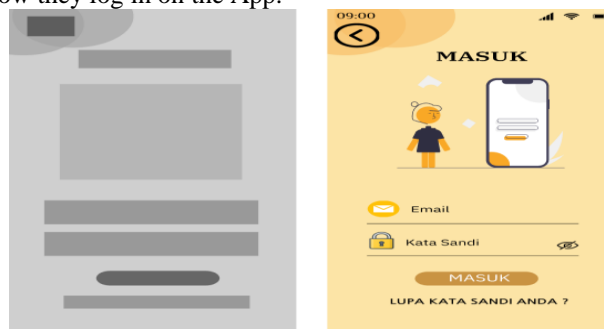 ow they log in on the App.
09:00
MASUK
Email
Kata Sandi
MASUK
LUPA KATA SANDI ANDA ?